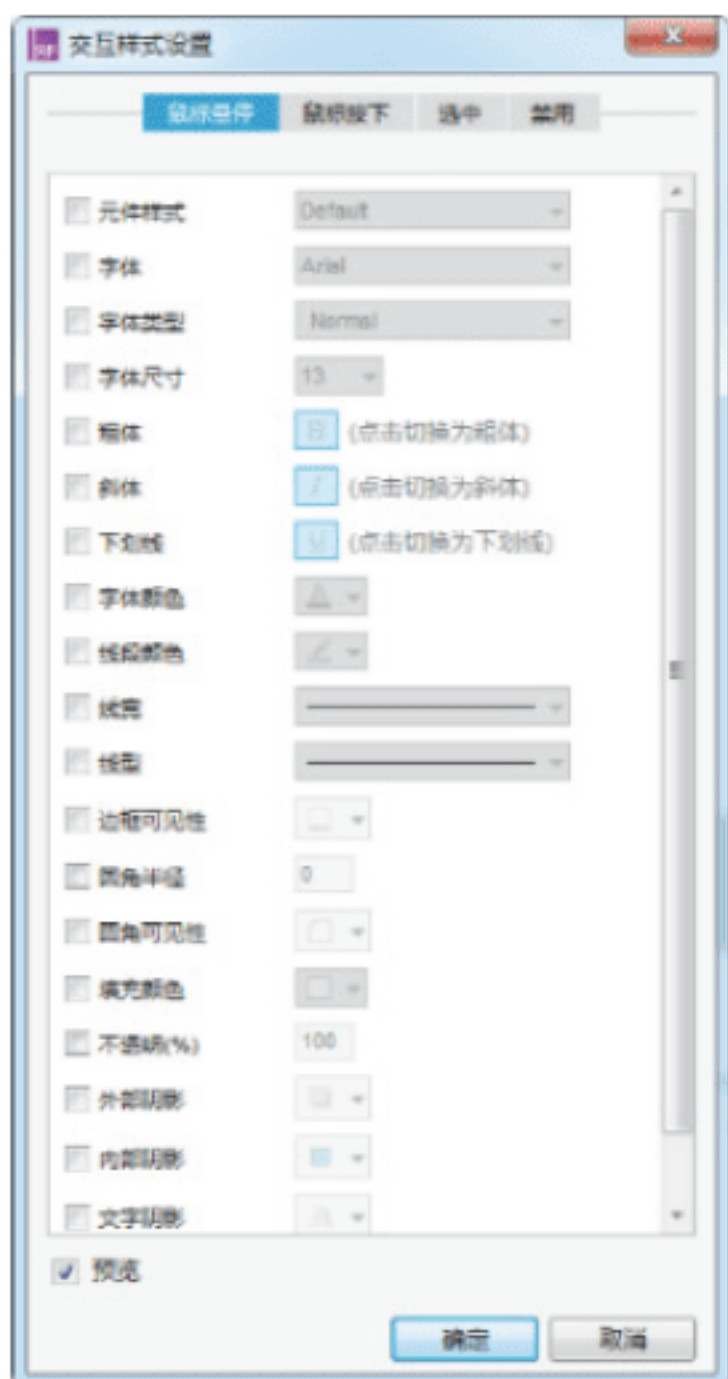 交互样式设置
鼠标悬停 鼠标按下 选中 禁用
元件样式 Default
字体 Arial
字体类型 Normal
字体尺寸 13
粗体 B (点击切换为粗体)
斜体 I (点击切换为斜体)
下划线 U (点击切换为下划线)
字体颜色
线段颜色
线宽
线型
边框可见性
圆角半径 0
圆角可见性
填充颜色
不透明(%) 100
外部阴影
内部阴影
文字阴影
预览
确定 取消